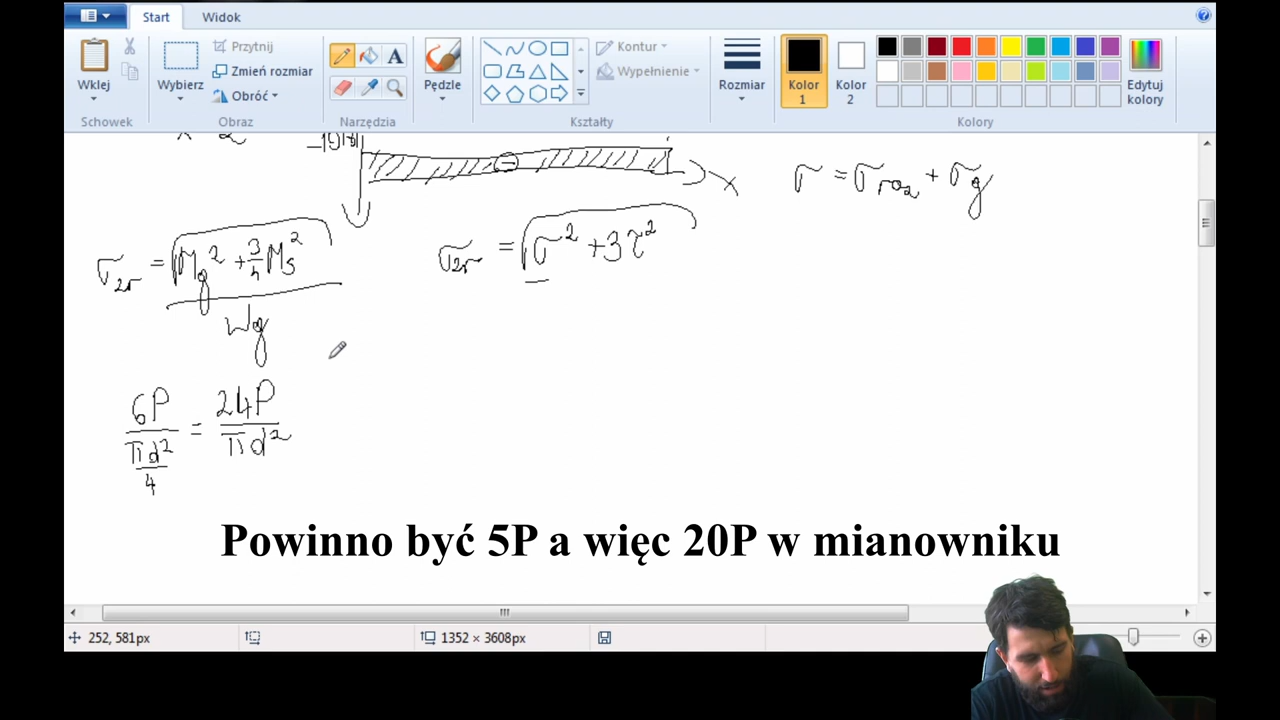 Start Widok
Wklej
Schowek
Wybierz
Przytnij
Zmień rozmiar
Obróć
Obraz
Narzędzia
Pędzle
Kontur
Wypełnienie
Kształty
Rozmiar
Kolor 1
Kolor 2
Edytuj kolory
Kolory
x
σ = σ + σg
σzr = √(Mg² + 3/4 Ms²) / Wg
σzr = √(σ² + 3τ²)
6P / (πd² / 4) = 24P / πd²
Powinno być 5P a więc 20P w mianowniku
252, 581px
1352 × 3608px